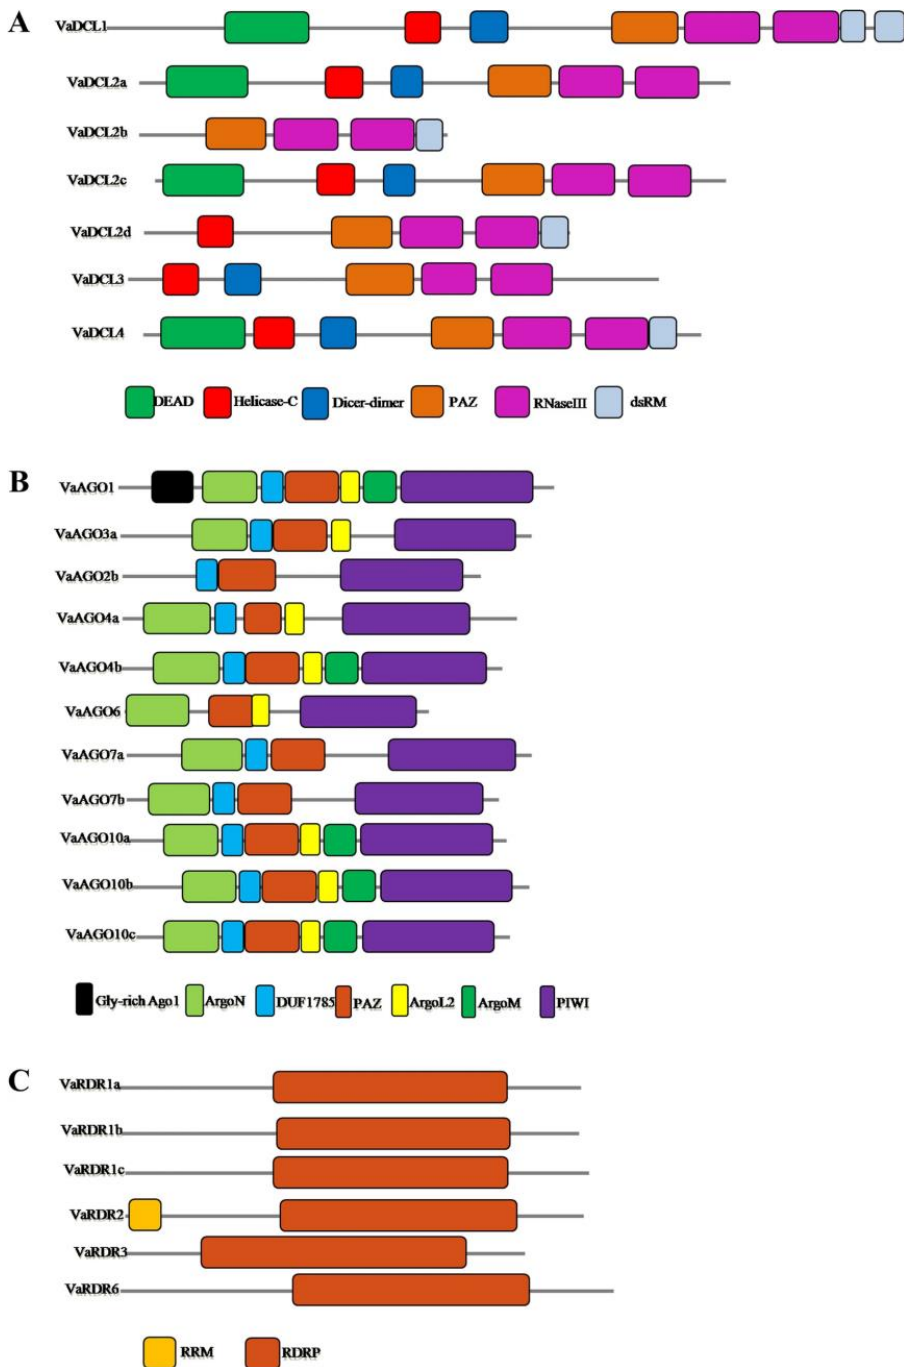 A
VaDCL1
VaDCL2a
VaDCL2b
VaDCL2c
VaDCL2d
VaDCL3
VaDCL4
DEAD Helicase-C Dicer-dimer PAZ RNaseIII dsRM
B
VaAGO1
VaAGO3a
VaAGO2b
VaAGO4a
VaAGO4b
VaAGO6
VaAGO7a
VaAGO7b
VaAGO10a
VaAGO10b
VaAGO10c
Gly-rich Ago1 ArgoN DUF1785 PAZ ArgoL2 ArgoM PIWI
C
VaRDR1a
VaRDR1b
VaRDR1c
VaRDR2
VaRDR3
VaRDR6
RRM RDRP